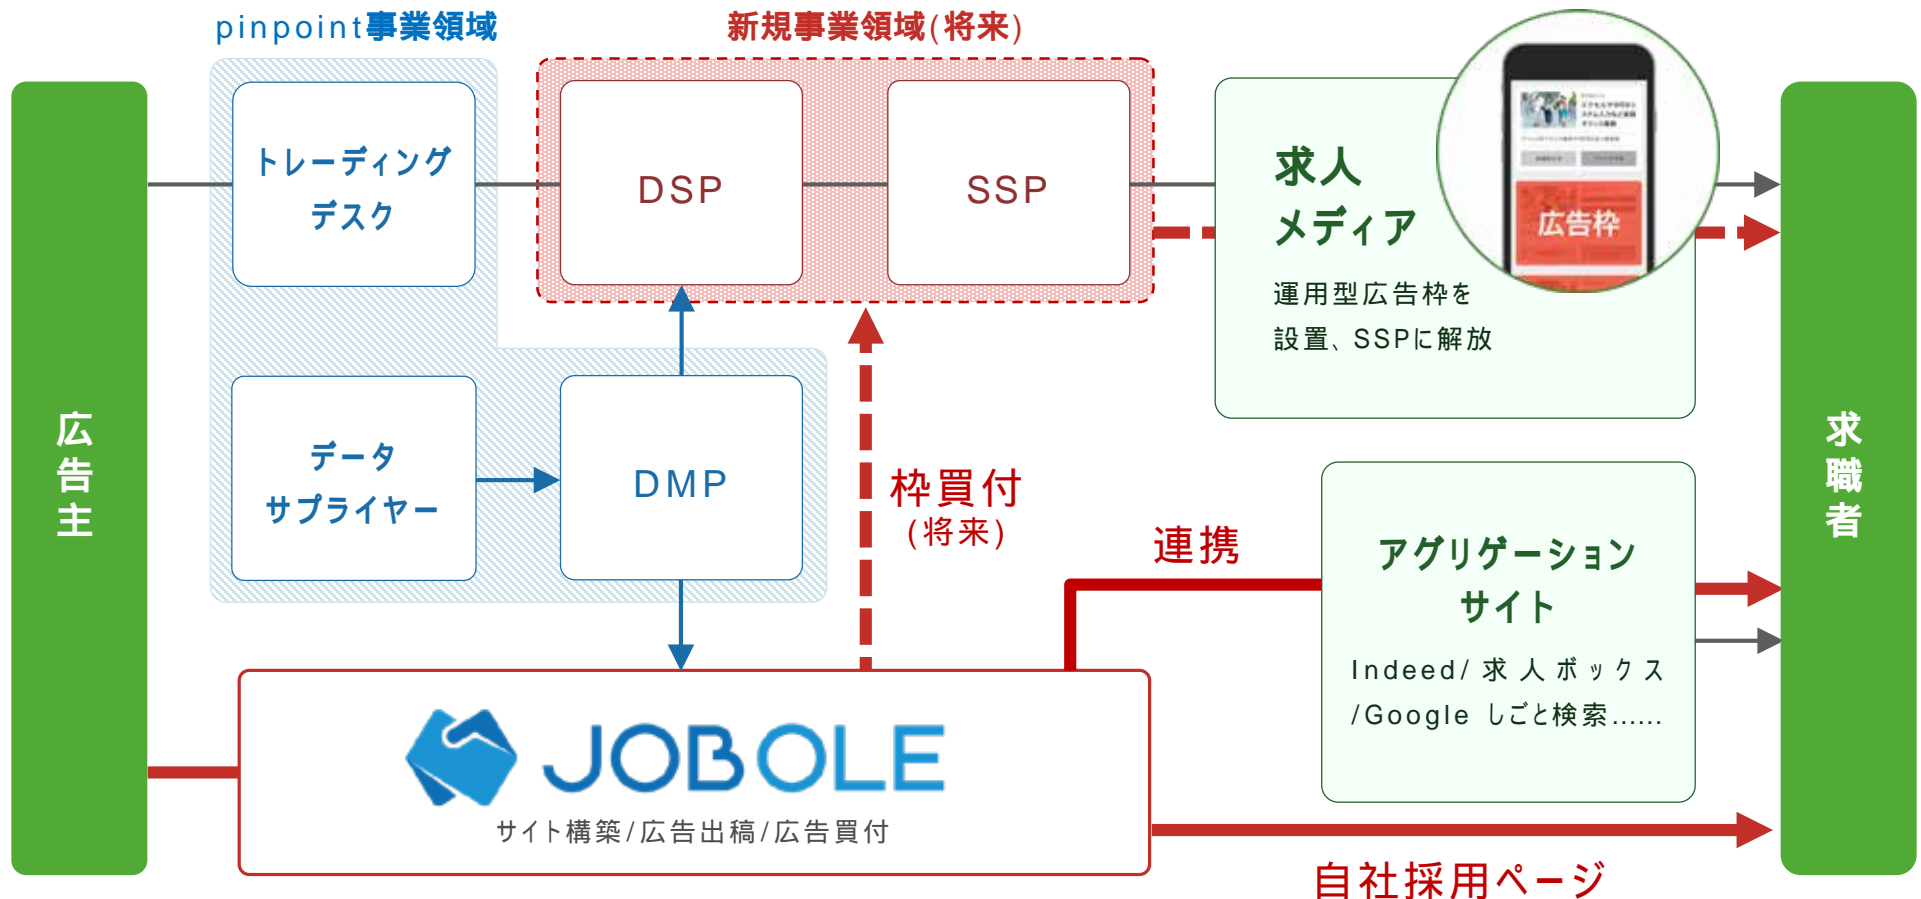 pinpoint事業領域
新規事業領域(将来)
広告主
トレーディング
デスク
DSP
SSP
求人
メディア
運用型広告枠を
設置、SSPに解放
広告枠
データ
サプライヤー
DMP
枠買付
(将来)
連携
アグリゲーション
サイト
Indeed/求人ボックス
/Google しごと検索......
求職者
JOBOLE
サイト構築/広告出稿/広告買付
自社採用ページ